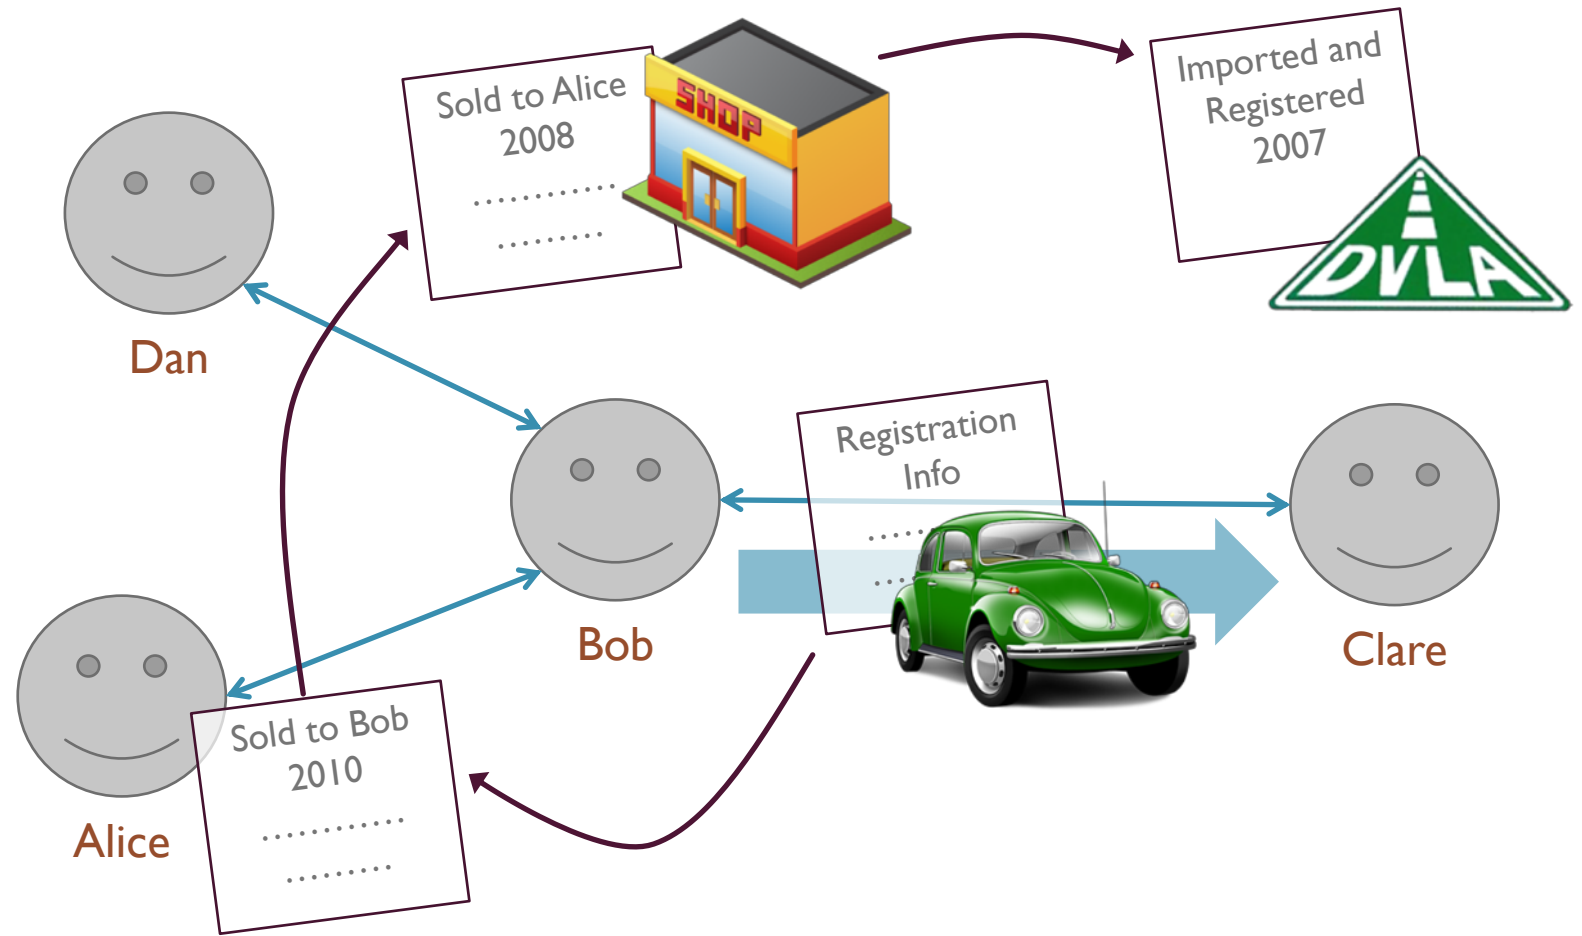 Sold to Alice
2008
....................
SHOP
Imported and
Registered
2007
DVLA
Dan
Registration
Info
Bob
Clare
Sold to Bob
2010
Alice